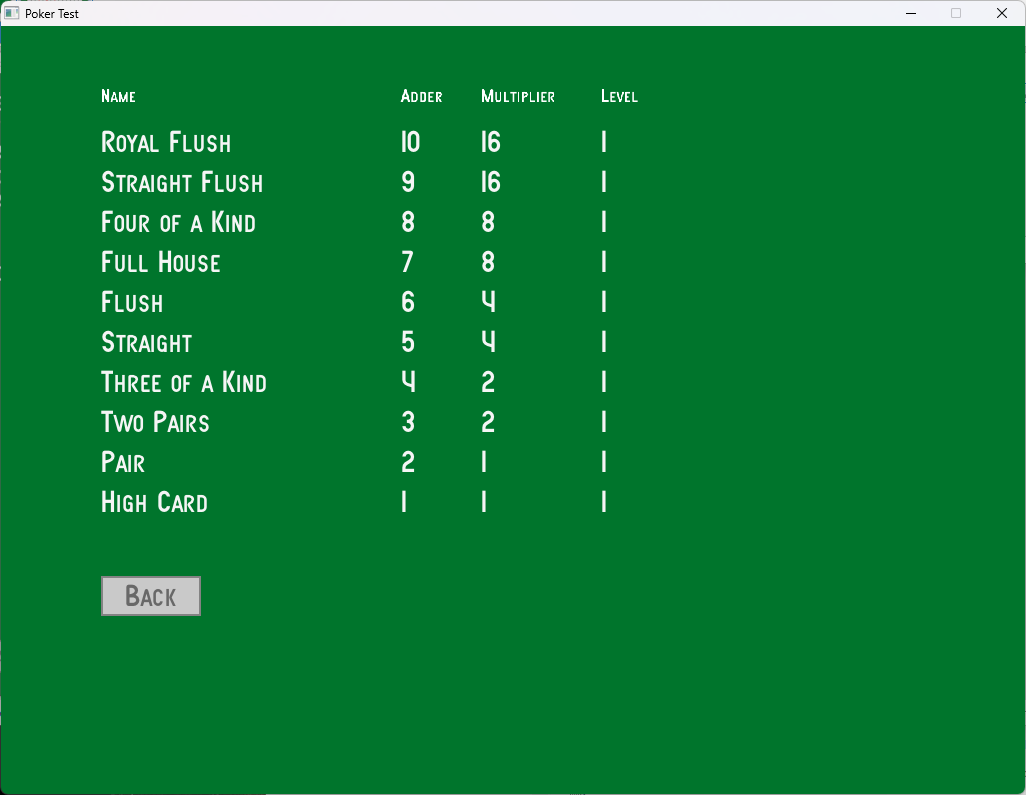 Poker Test
Name Adder Multiplier Level
Royal Flush 10 16 1
Straight Flush 9 16 1
Four of a Kind 8 8 1
Full House 7 8 1
Flush 6 4 1
Straight 5 4 1
Three of a Kind 4 2 1
Two Pairs 3 2 1
Pair 2 1 1
High Card 1 1 1
Back